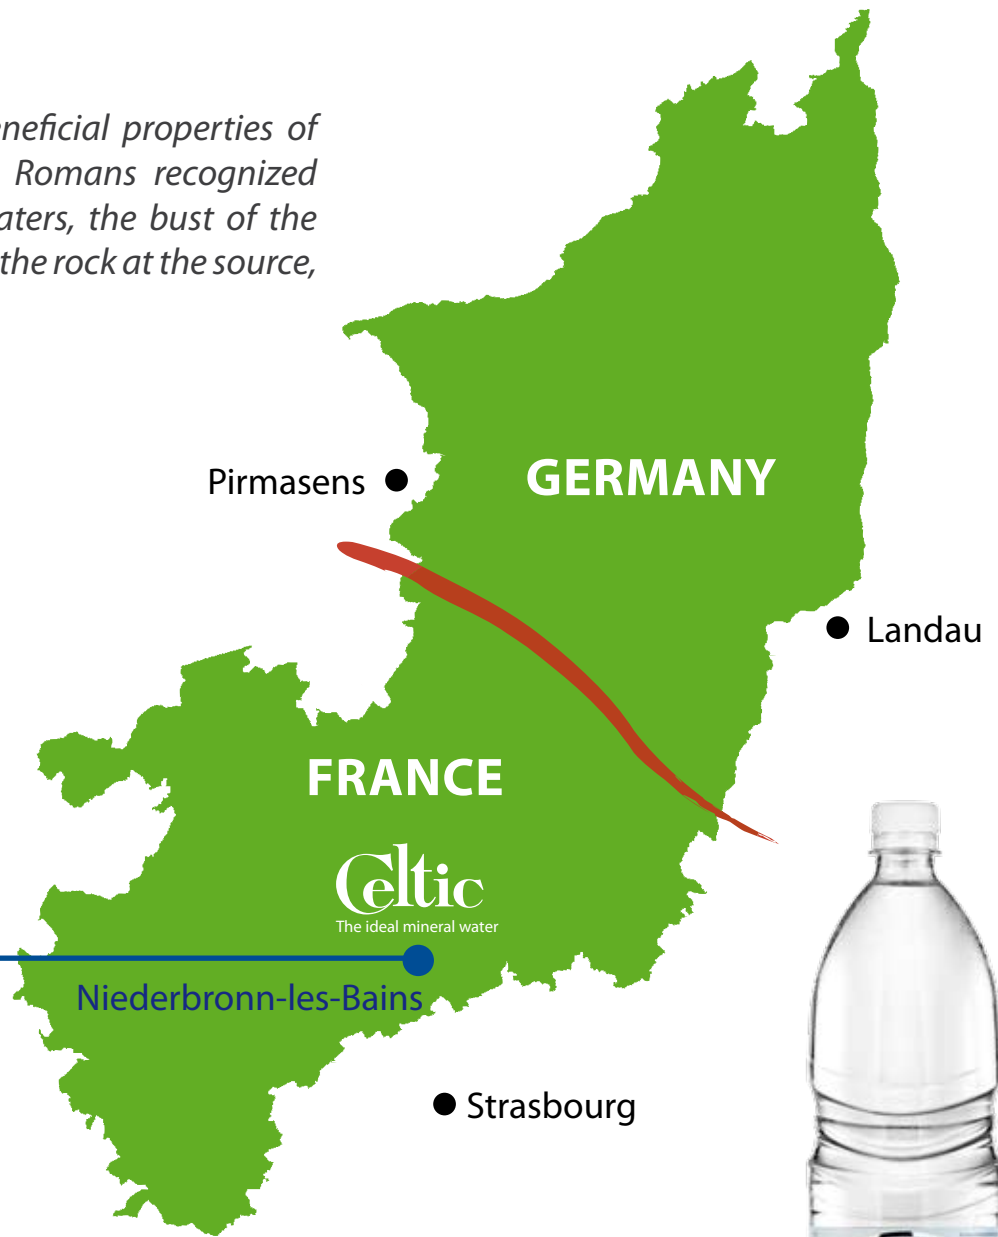 neficial properties of
Romans recognized
aters, the bust of the
the rock at the source,
Pirmasens
GERMANY
Landau
FRANCE
Celtic
The ideal mineral water
Niederbronn-les-Bains
Strasbourg